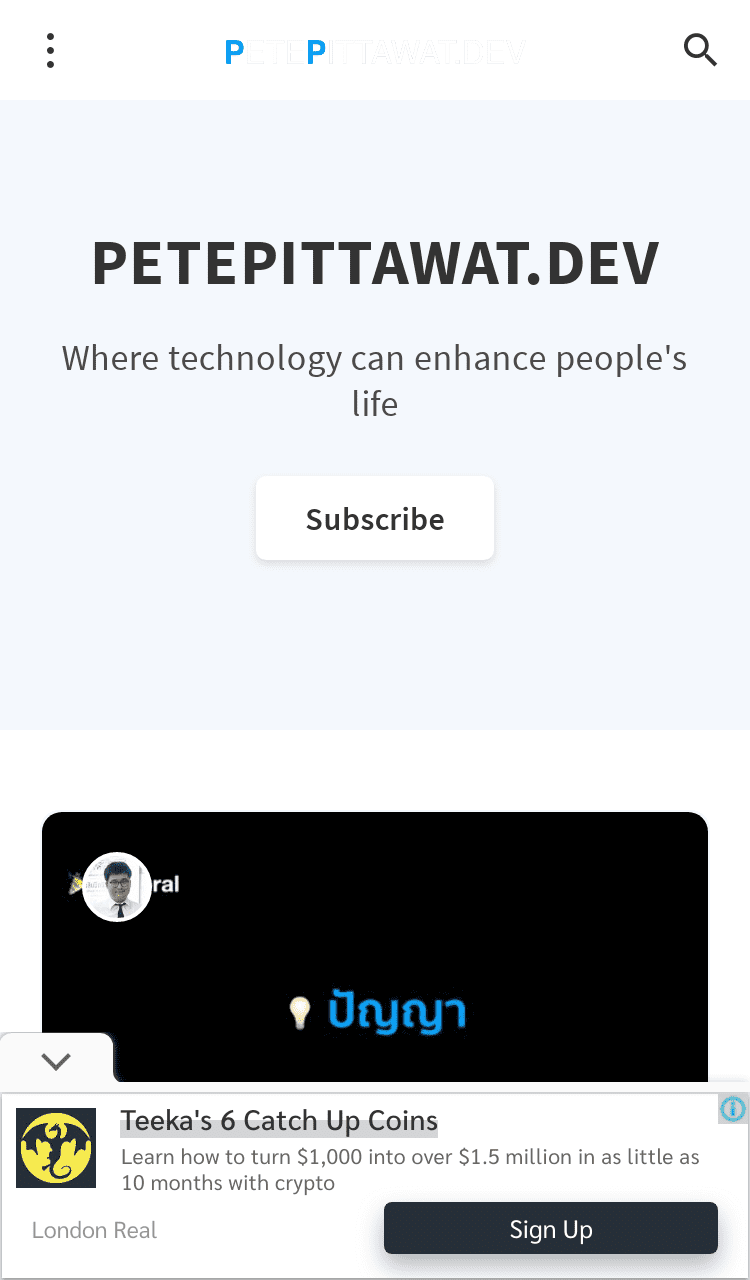 PETEPITTAWAT.DEV
PETEPITTAWAT.DEV
Where technology can enhance people's
life
Subscribe
ral
ปัญญา
Teeka's 6 Catch Up Coins
Learn how to turn $1,000 into over $1.5 million in as little as
10 months with crypto
London Real
Sign Up